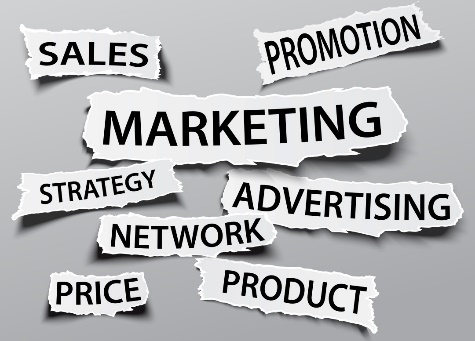 SALES
PROMOTION
MARKETING
STRATEGY
ADVERTISING
NETWORK
PRICE
PRODUCT